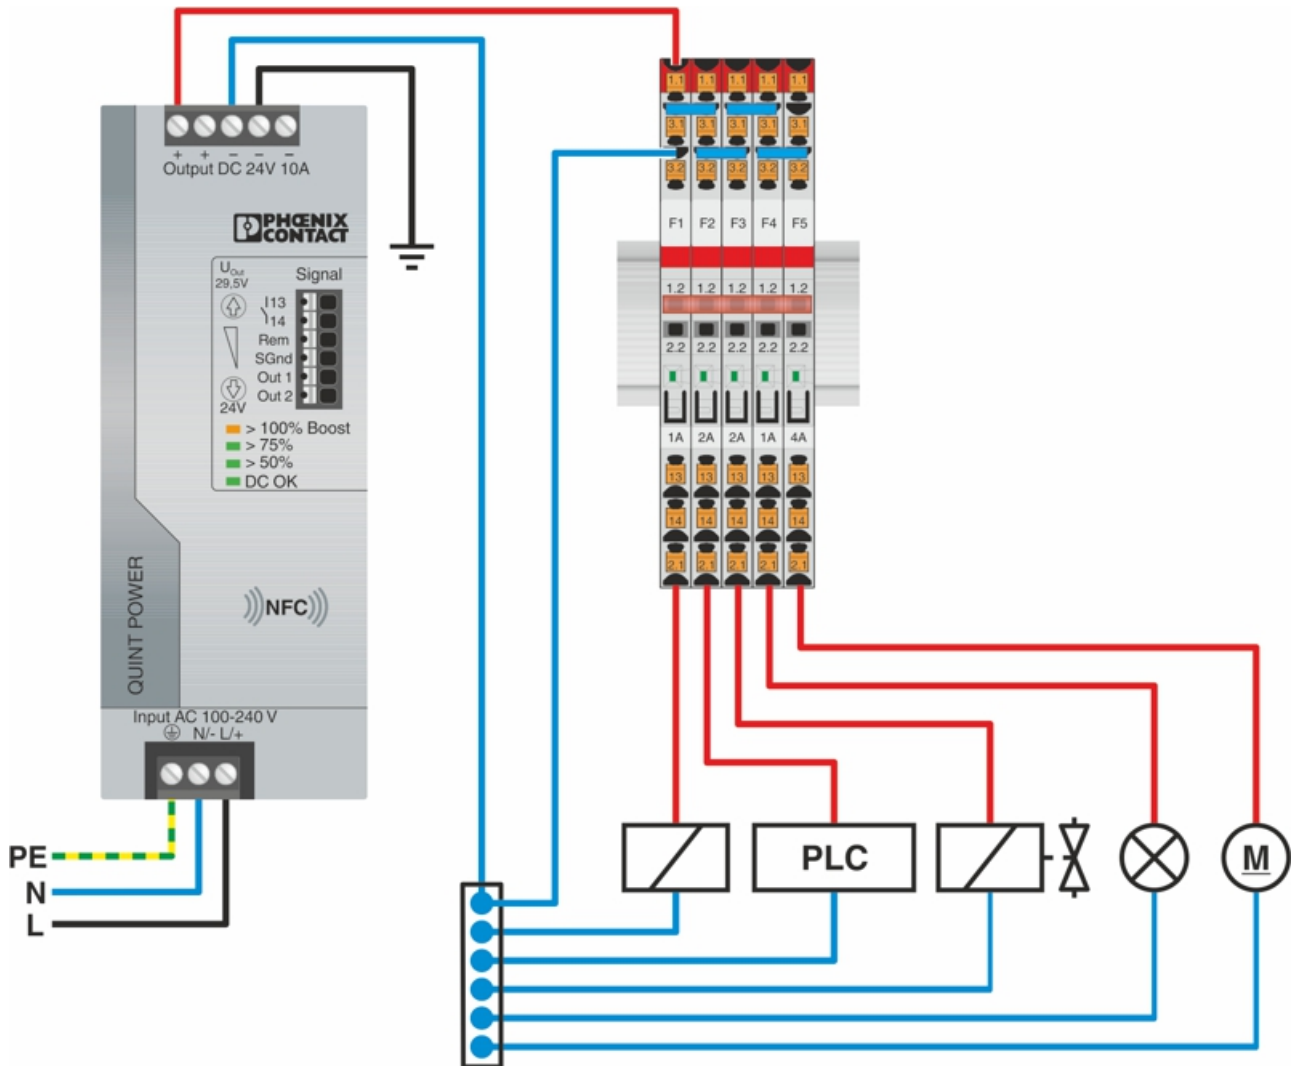 + + – – –
Output DC 24V 10A
PHŒNIX
CONTACT
UOut
29,5V
Signal
13
14
Rem
SGnd
Out 1
Out 2
24V
> 100% Boost
> 75%
> 50%
DC OK
QUINT POWER
NFC
Input AC 100-240 V
N/- L/+
PE
N
L
1.1 1.1 1.1 1.1 1.1
3.1 3.1 3.1 3.1 3.1
3.2 3.2 3.2 3.2 3.2
F1 F2 F3 F4 F5
1.2 1.2 1.2 1.2 1.2
2.2 2.2 2.2 2.2 2.2
1A 2A 2A 1A 4A
13 13 13 13 13
14 14 14 14 14
2.1 2.1 2.1 2.1 2.1
PLC
M